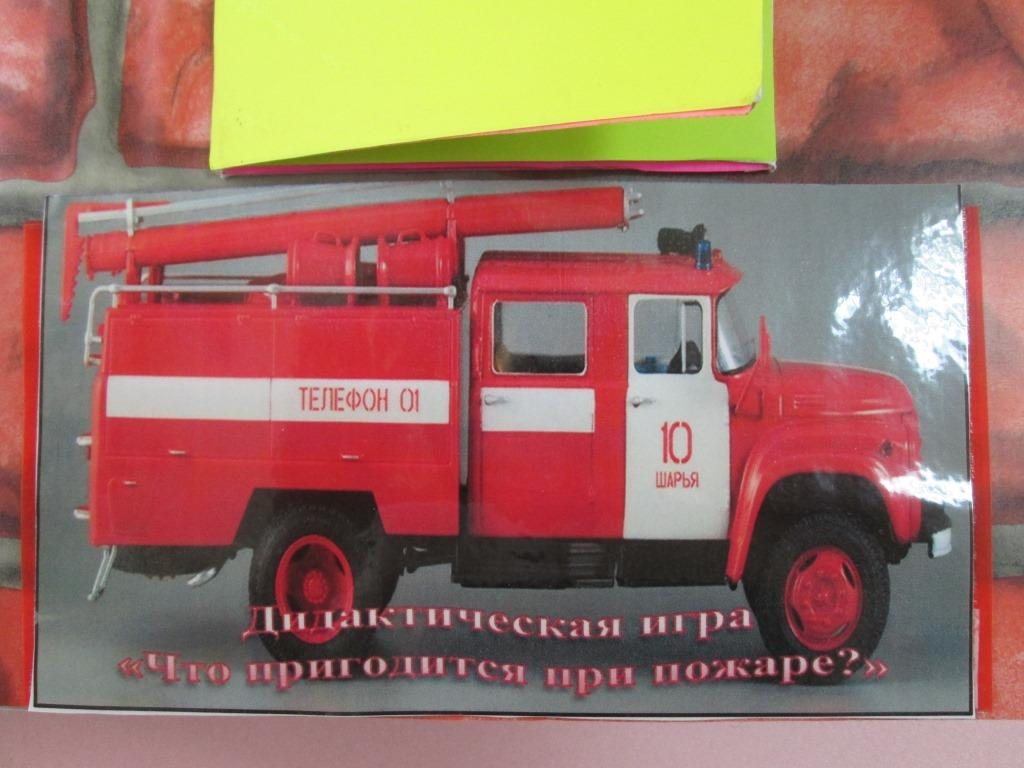 ТЕЛЕФОН 01
10
ШАРЬЯ
Дидактическая игра
«Что пригодится при пожаре?»